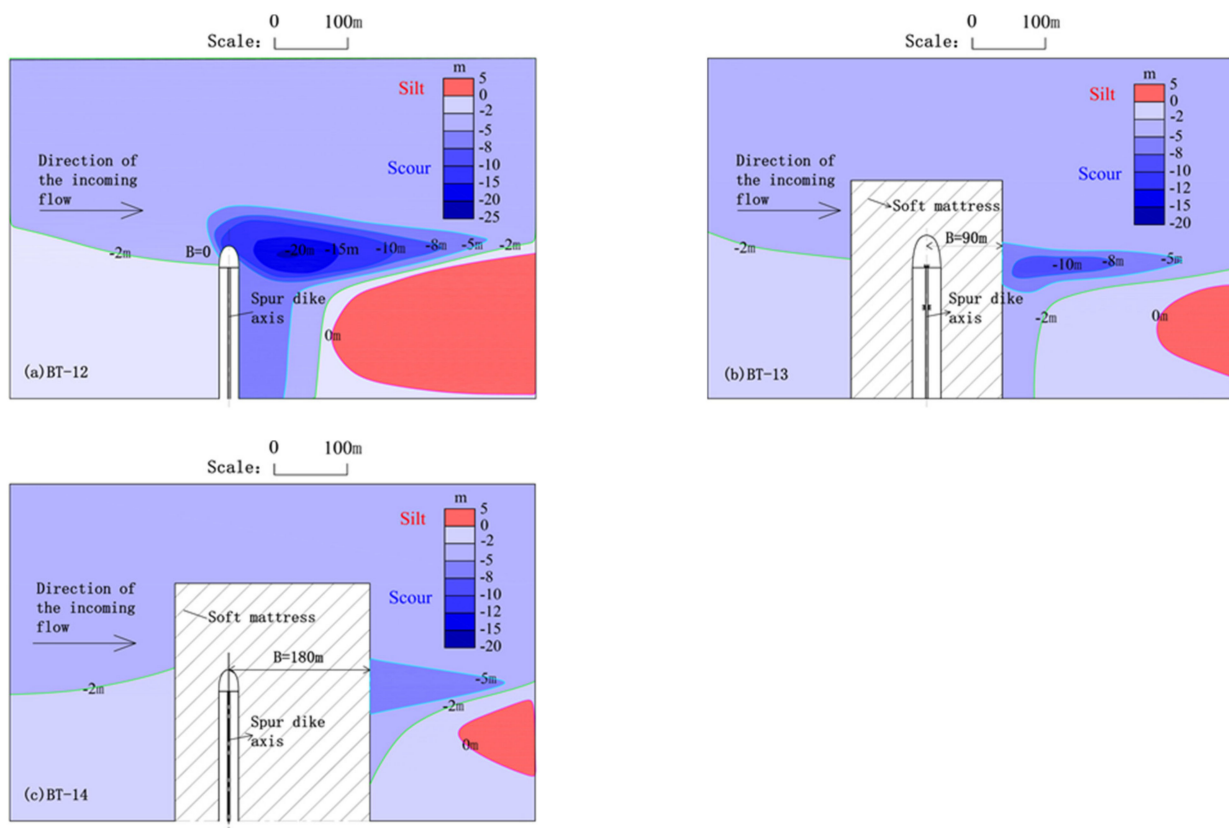 0 100m
Scale:
m
Silt
5
0
-2
-5
-8
-10
-15
-20
-25
Scour
Direction of
the incoming
flow
-2m
B=0
-20m
-15m
-10m
-8m
-5m
-2m
Spur dike
axis
0m
(a)BT-12
0 100m
Scale:
m
Silt
5
0
-2
-5
-8
-10
-12
-15
-20
Scour
Direction of
the incoming
flow
Soft mattress
-2m
B=90m
-10m
-8m
-5m
Spur dike
axis
-2m
0m
(b)BT-13
0 100m
Scale:
m
Silt
5
0
-2
-5
-8
-10
-12
-15
-20
Scour
Direction of
the incoming
flow
Soft mattress
B=180m
-2m
-5m
-2m
Spur dike
axis
0m
(c)BT-14